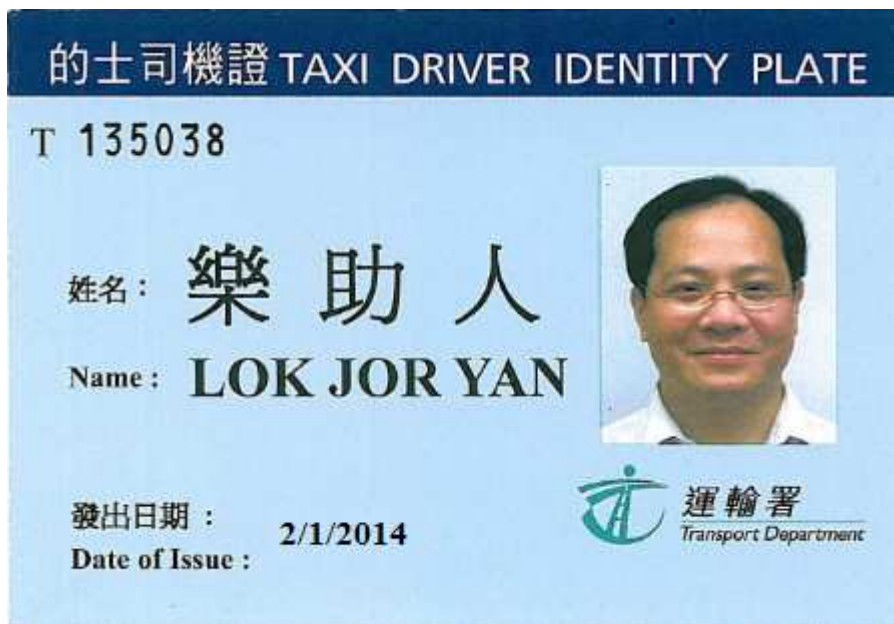 的士司機證 TAXI DRIVER IDENTITY PLATE
T 135038
姓名： 樂助人
Name : LOK JOR YAN
發出日期 : 2/1/2014
Date of Issue :
運輸署
Transport Department